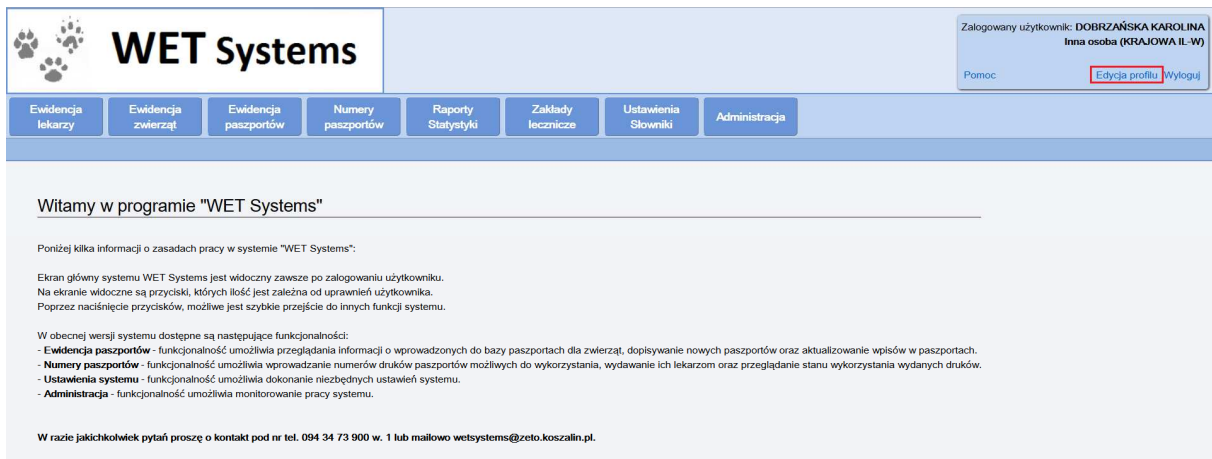 WET Systems
Zalogowany użytkownik: DOBRZAŃSKA KAROLINA
Inna osoba (KRAJOWA IL-W)
Pomoc Edycja profilu Wyloguj
Ewidencja lekarzy
Ewidencja zwierząt
Ewidencja paszportów
Numery paszportów
Raporty Statystyki
Zakłady lecznicze
Ustawienia Słowniki
Administracja
Witamy w programie "WET Systems"
Poniżej kilka informacji o zasadach pracy w systemie "WET Systems":
Ekran główny systemu WET Systems jest widoczny zawsze po zalogowaniu użytkowniku.
Na ekranie widoczne są przyciski, których ilość jest zależna od uprawnień użytkownika.
Poprzez naciśnięcie przycisków, możliwe jest szybkie przejście do innych funkcji systemu.
W obecnej wersji systemu dostępne są następujące funkcjonalności:
- Ewidencja paszportów - funkcjonalność umożliwia przeglądania informacji o wprowadzonych do bazy paszportach dla zwierząt, dopisywanie nowych paszportów oraz aktualizowanie wpisów w paszportach.
- Numery paszportów - funkcjonalność umożliwia wprowadzanie numerów druków paszportów możliwych do wykorzystania, wydawanie ich lekarzom oraz przeglądanie stanu wykorzystania wydanych druków.
- Ustawienia systemu - funkcjonalność umożliwia dokonanie niezbędnych ustawień systemu.
- Administracja - funkcjonalność umożliwia monitorowanie pracy systemu.
W razie jakichkolwiek pytań proszę o kontakt pod nr tel. 094 34 73 900 w. 1 lub mailowo wetsystems@zeto.koszalin.pl.